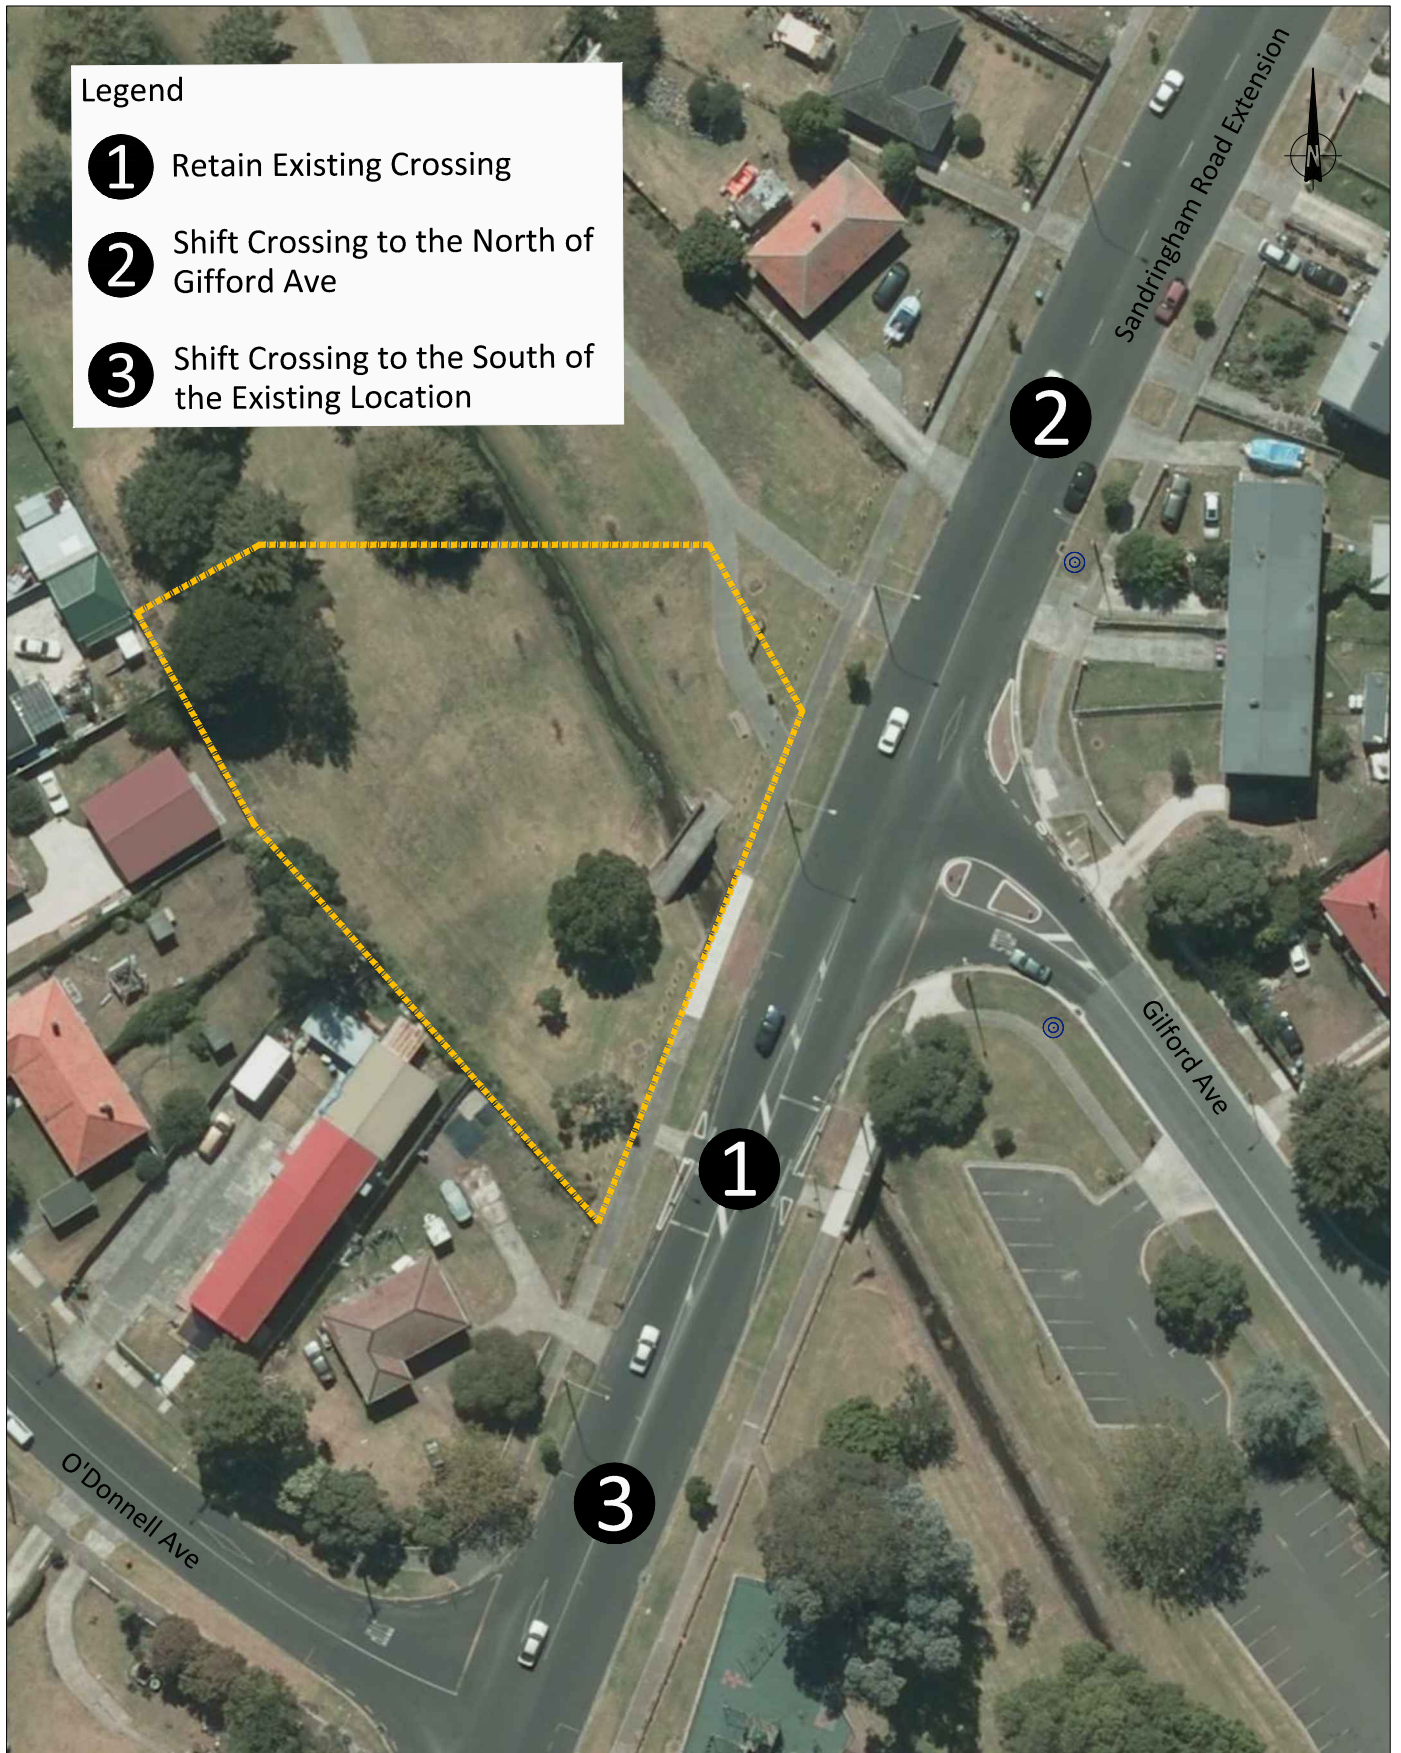 Legend
1 Retain Existing Crossing
2 Shift Crossing to the North of
Gifford Ave
3 Shift Crossing to the South of
the Existing Location
Sandringham Road Extension
N
2
Gilford Ave
1
3
O'Donnell Ave